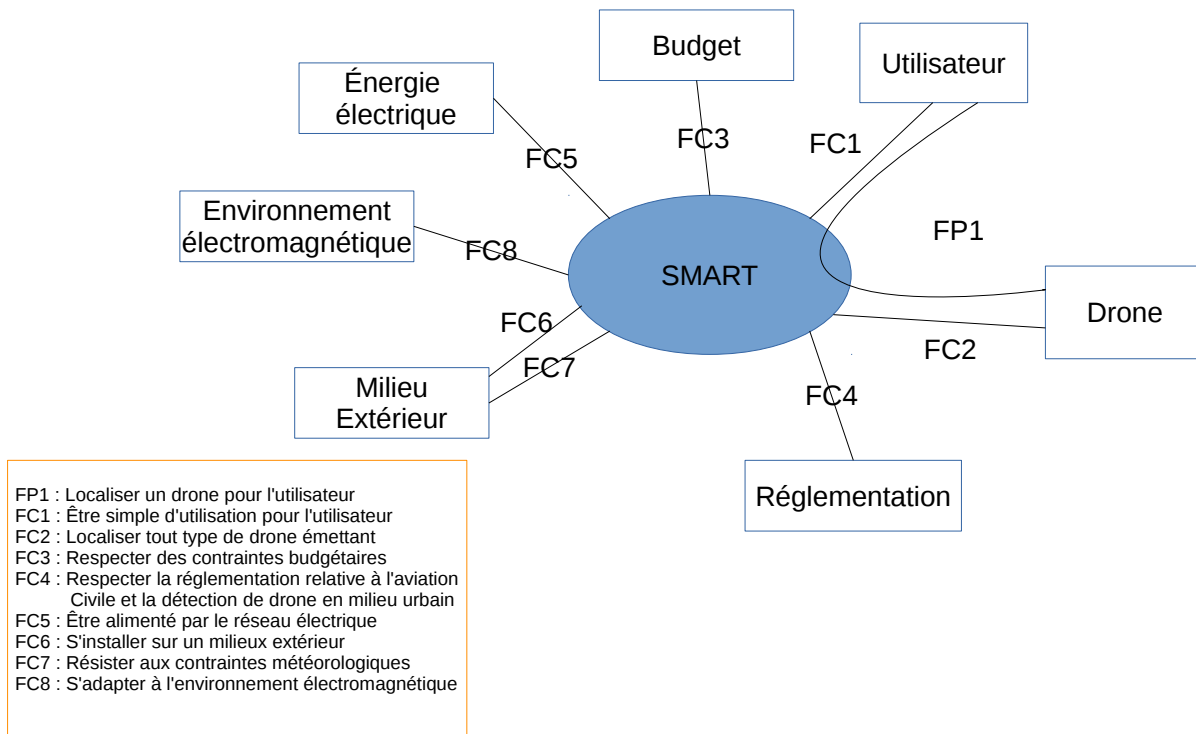 Budget
Utilisateur
Énergie
électrique
FC3
FC1
FC5
Environnement
électromagnétique
FP1
FC8
SMART
Drone
FC6
FC2
FC7
Milieu
Extérieur
FC4
Réglementation
FP1 : Localiser un drone pour l'utilisateur
FC1 : Être simple d'utilisation pour l'utilisateur
FC2 : Localiser tout type de drone émettant
FC3 : Respecter des contraintes budgétaires
FC4 : Respecter la réglementation relative à l'aviation
Civile et la détection de drone en milieu urbain
FC5 : Être alimenté par le réseau électrique
FC6 : S'installer sur un milieux extérieur
FC7 : Résister aux contraintes météorologiques
FC8 : S'adapter à l'environnement électromagnétique